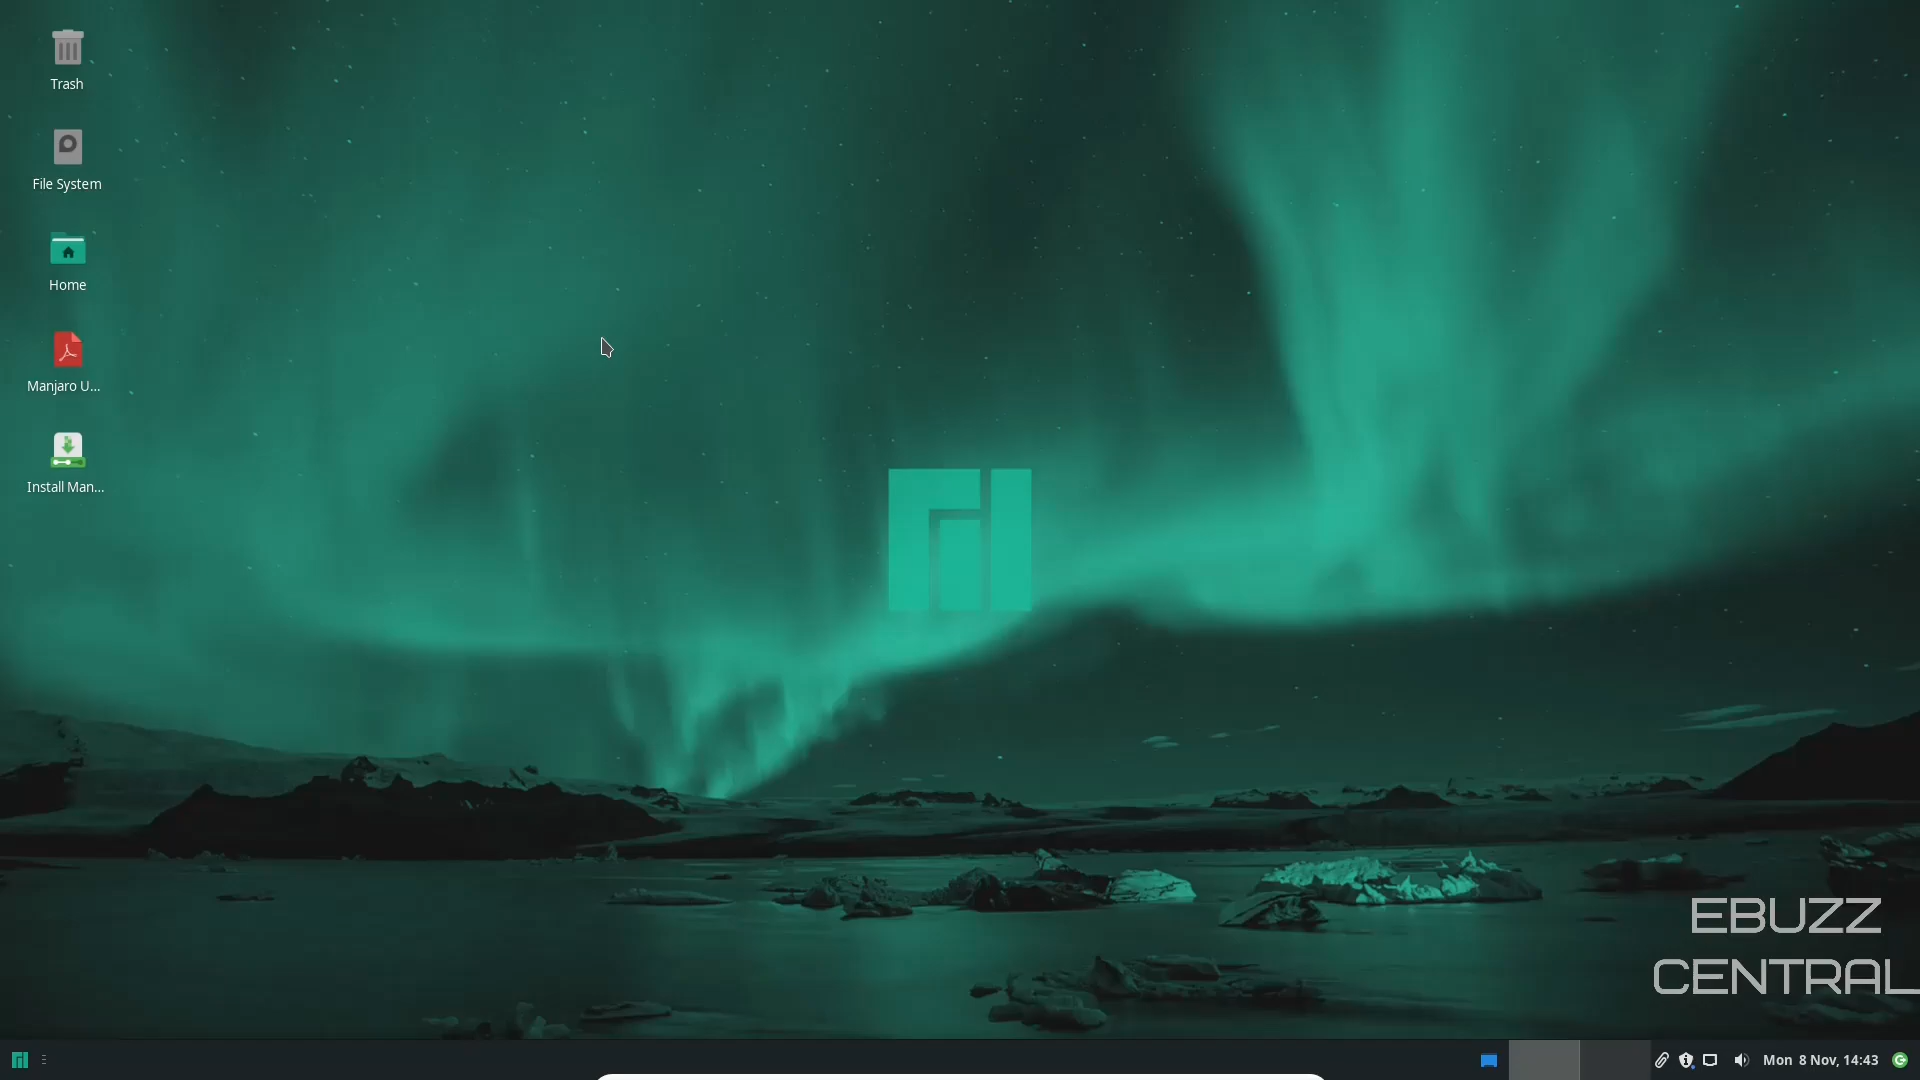 Trash
File System
Home
Manjaro U...
Install Man...
EBUZZ
CENTRAL
Mon 8 Nov, 14:43